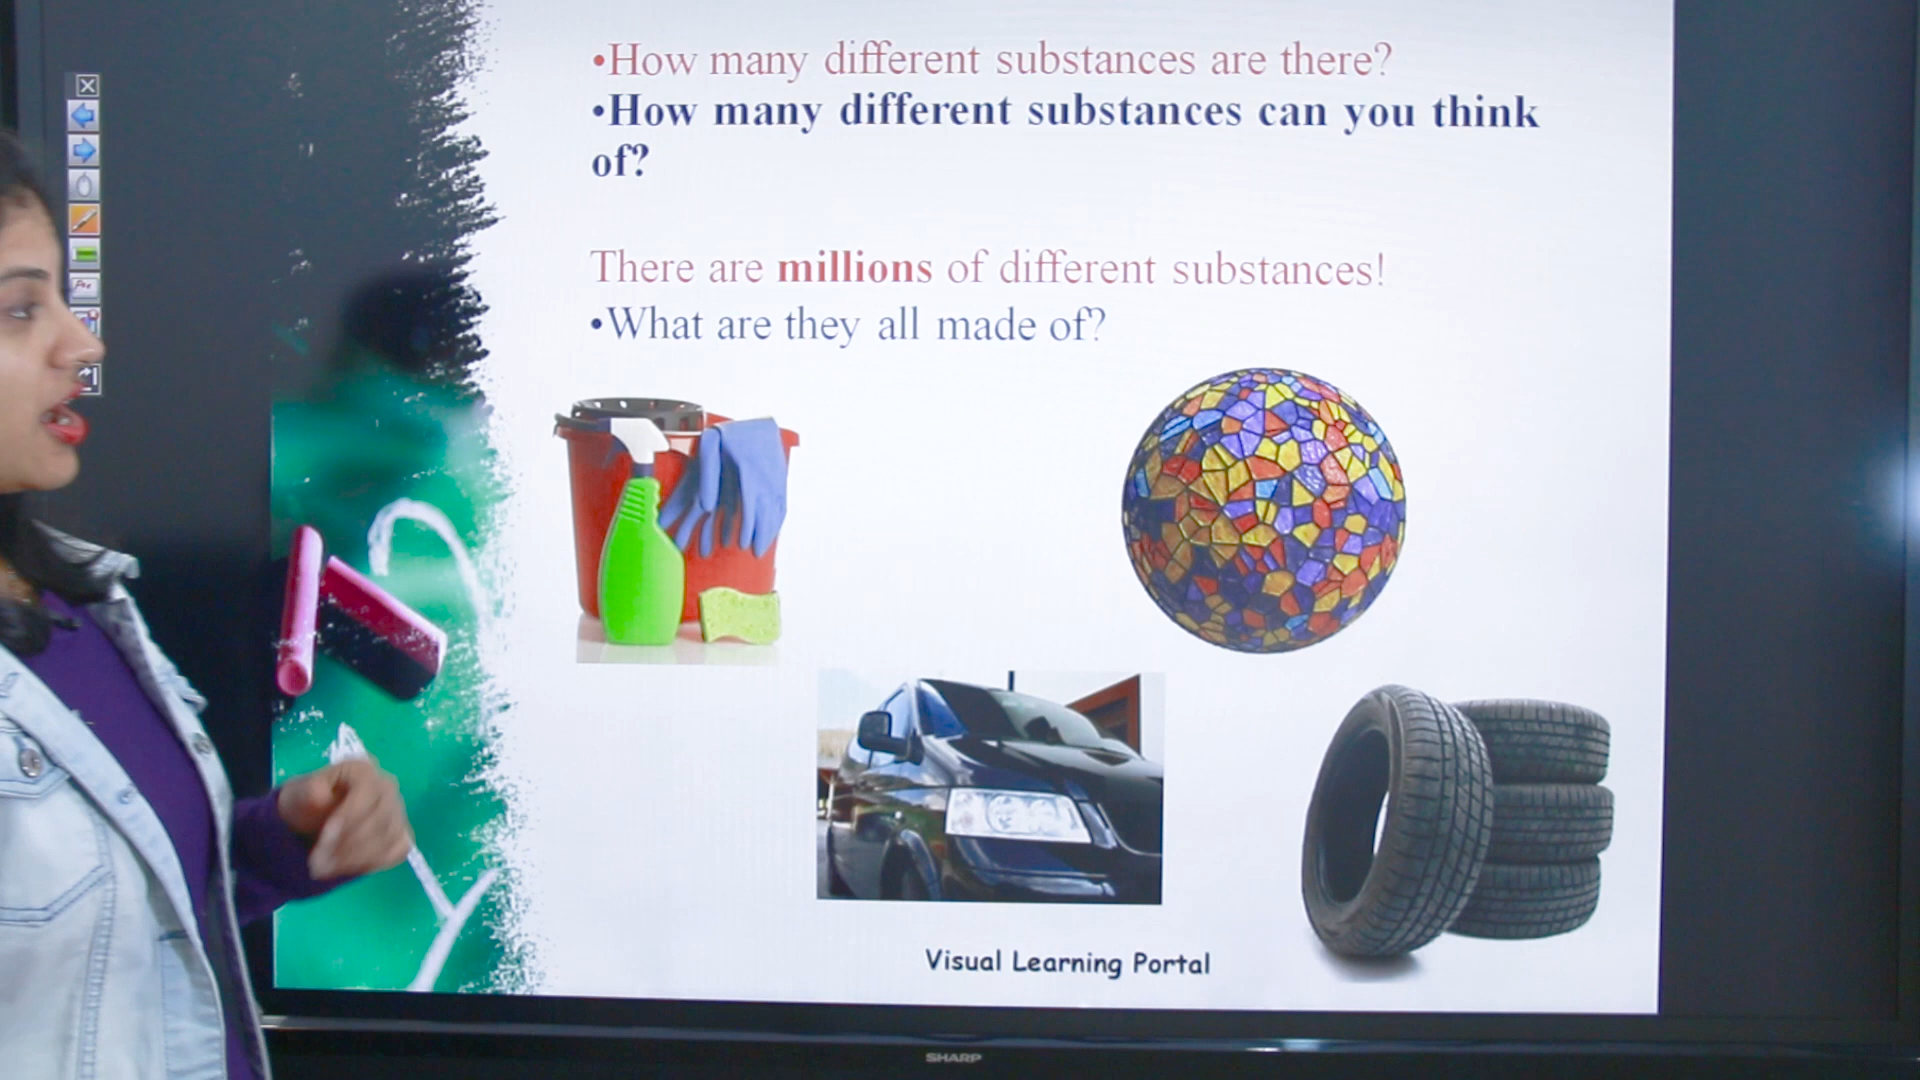 •How many different substances are there?
•How many different substances can you think
of?
There are millions of different substances!
•What are they all made of?
Visual Learning Portal
SHARP